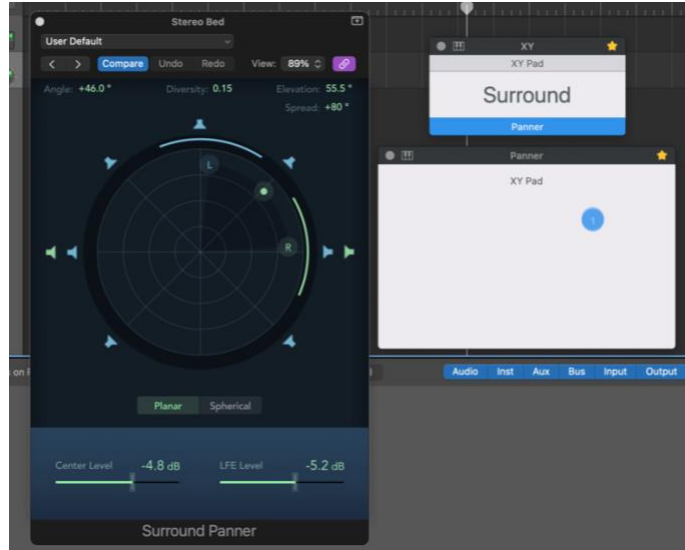 Stereo Bed
User Default
Compare Undo Redo View: 89%
Angle: +46.0° Diversity: 0.15 Elevation: 55.5°
Spread: +80°
L
R
Planar Spherical
Center Level -4.8 dB LFE Level -5.2 dB
Surround Panner
XY
XY Pad
Surround
Panner
Panner
XY Pad
1
s on
Audio Inst Aux Bus Input Output